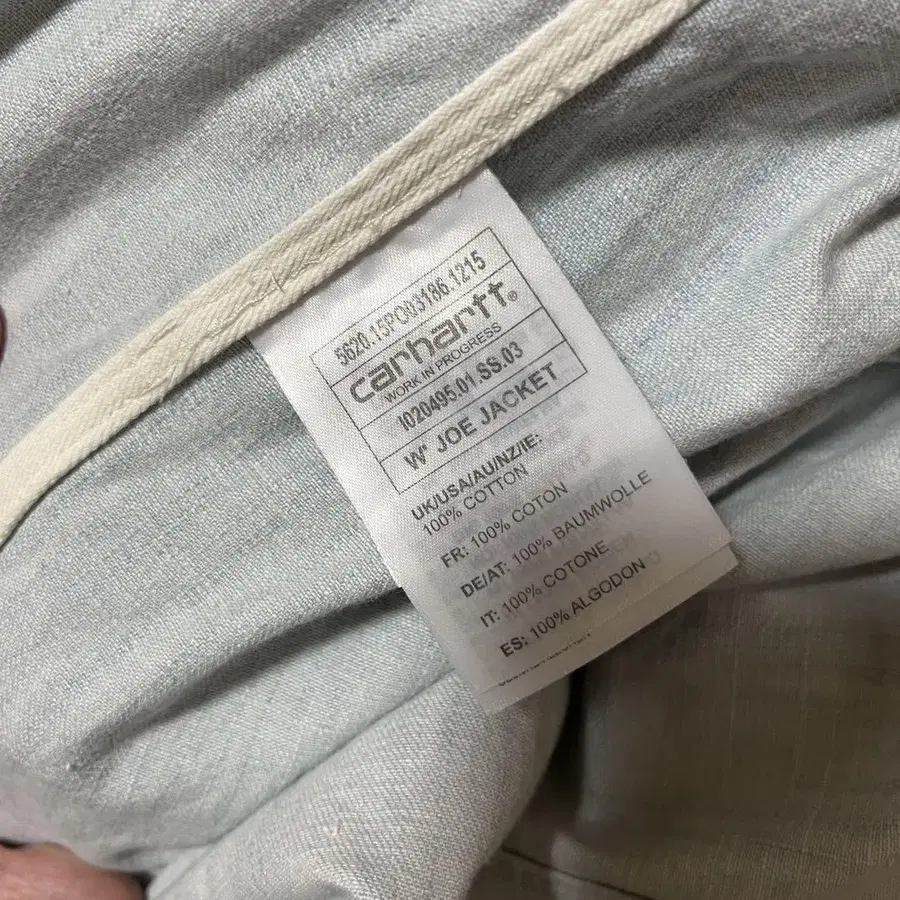 5620.15PO03186.1215
carhartt®
WORK IN PROGRESS
I020495.01.SS.03
W' JOE JACKET
UK/USA/AU/NZ/IE:
100% COTTON
FR: 100% COTON
DE/AT: 100% BAUMWOLLE
IT: 100% COTONE
ES: 100% ALGODON